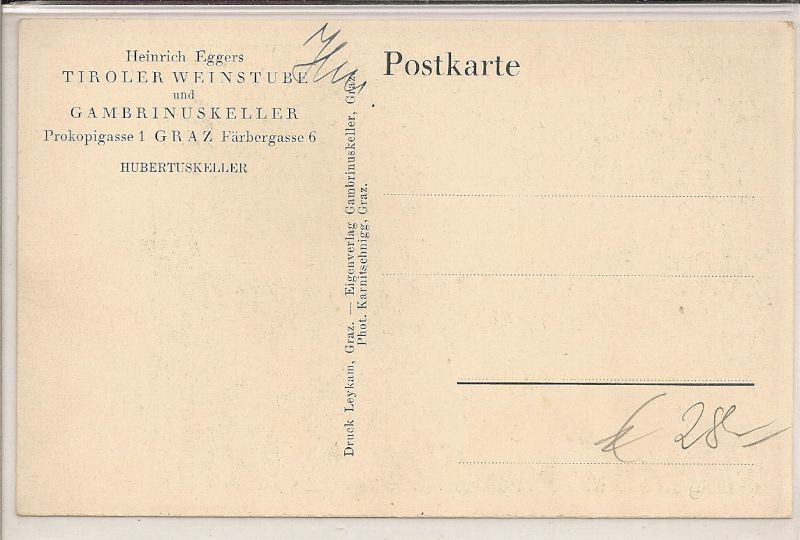 Heinrich Eggers
TIROLER WEINSTUBE
und
GAMBRINUSKELLER
Prokopigasse 1 GRAZ Färbergasse 6
HUBERTUSKELLER
Druck Leykam, Graz. — Eigenverlag Gambrinuskeller, Graz.
Phot. Karnitschnigg, Graz.
Postkarte
28-